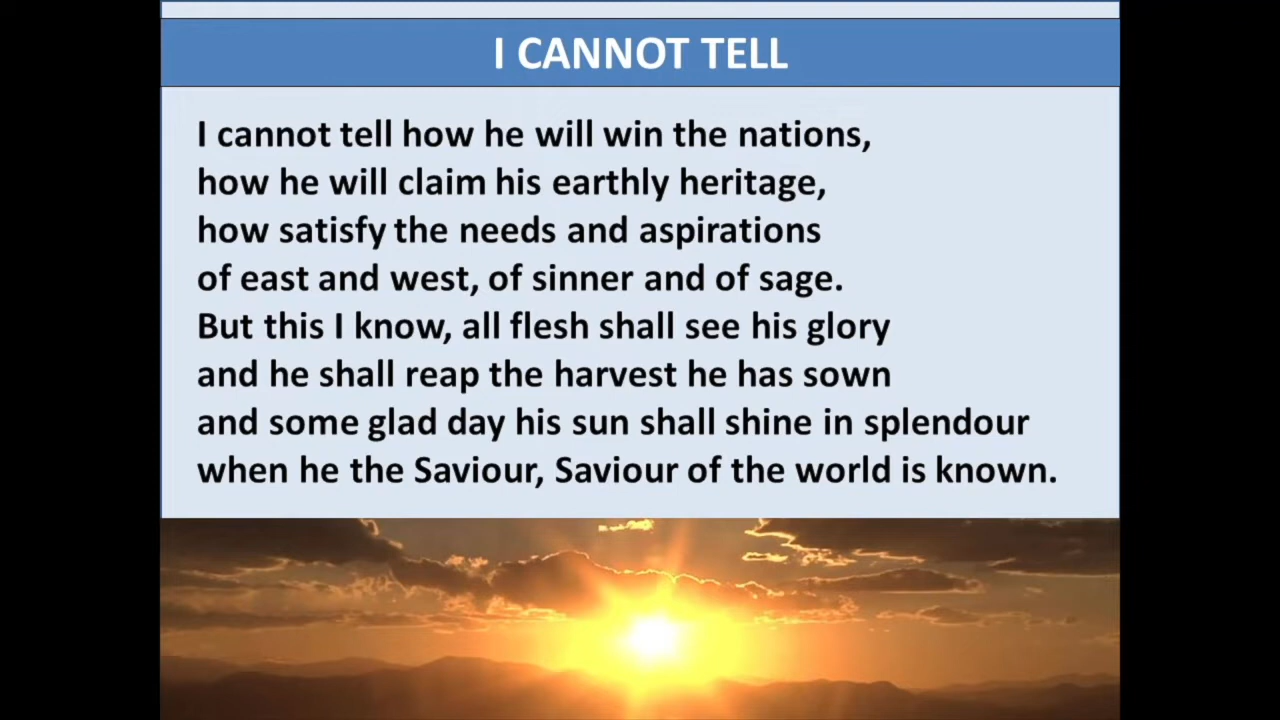 I CANNOT TELL
I cannot tell how he will win the nations,
how he will claim his earthly heritage,
how satisfy the needs and aspirations
of east and west, of sinner and of sage.
But this I know, all flesh shall see his glory
and he shall reap the harvest he has sown
and some glad day his sun shall shine in splendour
when he the Saviour, Saviour of the world is known.